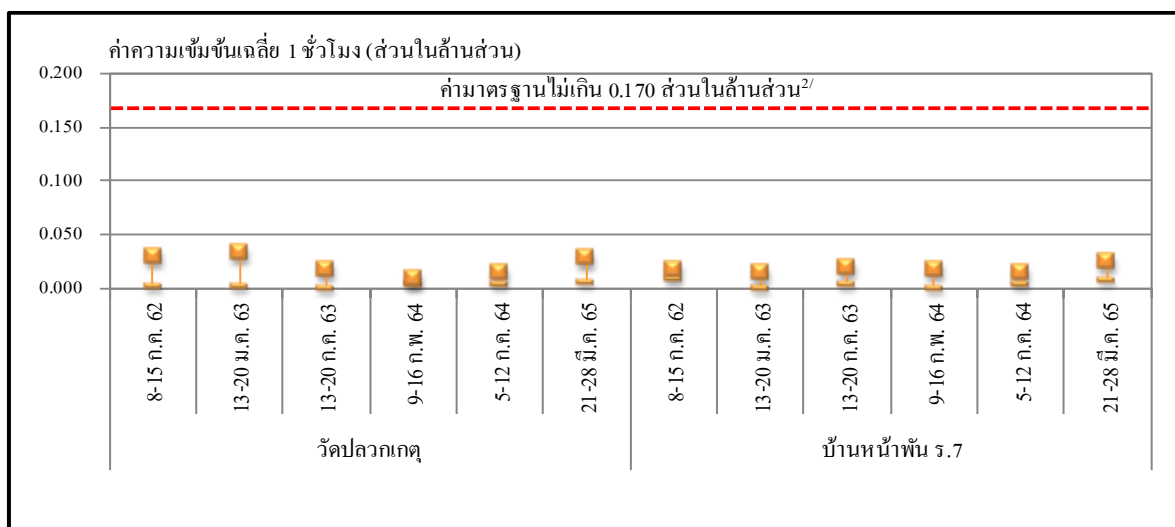 ค่าความเข้มข้นเฉลี่ย 1 ชั่วโมง (ส่วนในล้านส่วน)
0.200
ค่ามาตรฐานไม่เกิน 0.170 ส่วนในล้านส่วน2/
0.150
0.100
0.050
0.000
8-15 ก.ค. 62
13-20 ม.ค. 63
13-20 ก.ค. 63
9-16 ก.พ. 64
5-12 ก.ค. 64
21-28 มี.ค. 65
8-15 ก.ค. 62
13-20 ม.ค. 63
13-20 ก.ค. 63
9-16 ก.พ. 64
5-12 ก.ค. 64
21-28 มี.ค. 65
วัดปลวกเกตุ
บ้านหน้าพัน ร.7